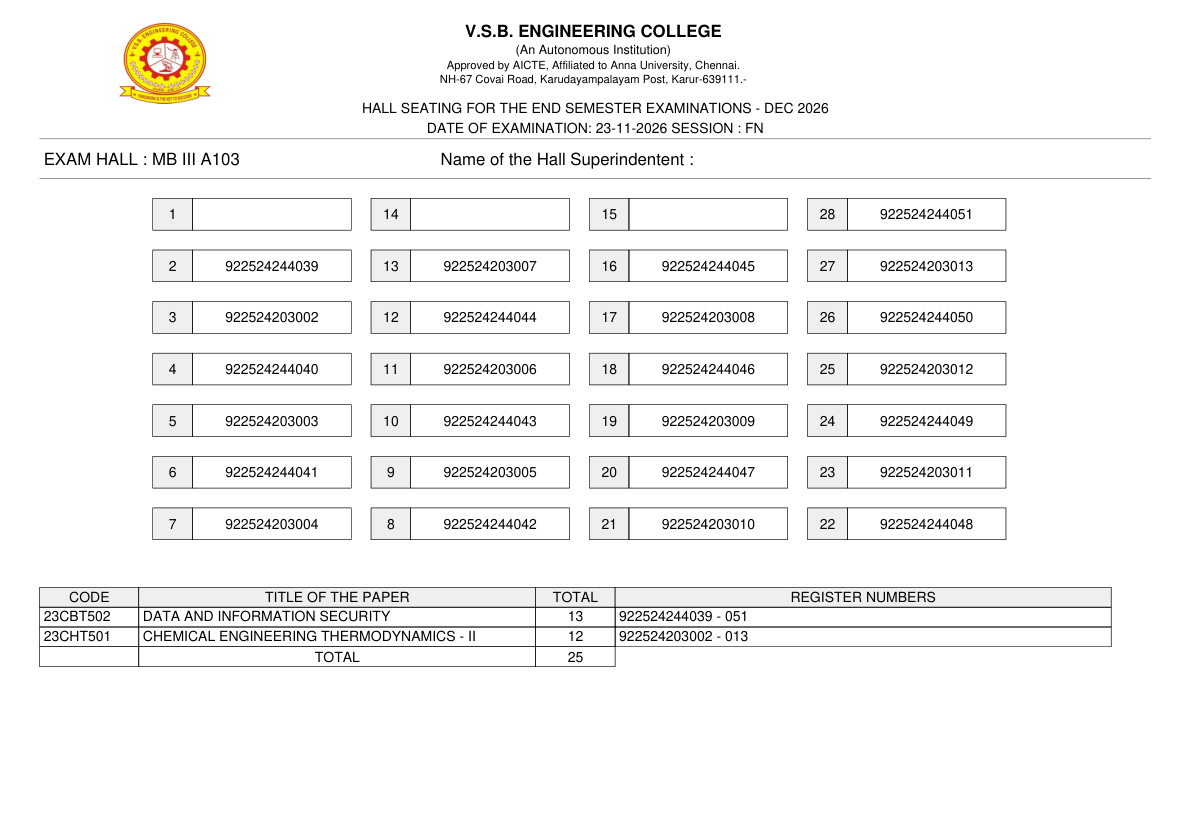 V.S.B. ENGINEERING COLLEGE
(An Autonomous Institution)
Approved by AICTE, Affiliated to Anna University, Chennai.
NH-67 Covai Road, Karudayampalayam Post, Karur-639111.-
HALL SEATING FOR THE END SEMESTER EXAMINATIONS - DEC 2026
DATE OF EXAMINATION: 23-11-2026 SESSION : FN
EXAM HALL : MB III A103 Name of the Hall Superindentent :
1 14 15 28 922524244051
2 922524244039 13 922524203007 16 922524244045 27 922524203013
3 922524203002 12 922524244044 17 922524203008 26 922524244050
4 922524244040 11 922524203006 18 922524244046 25 922524203012
5 922524203003 10 922524244043 19 922524203009 24 922524244049
6 922524244041 9 922524203005 20 922524244047 23 922524203011
7 922524203004 8 922524244042 21 922524203010 22 922524244048
CODE TITLE OF THE PAPER TOTAL REGISTER NUMBERS
23CBT502 DATA AND INFORMATION SECURITY 13 922524244039 - 051
23CHT501 CHEMICAL ENGINEERING THERMODYNAMICS - II 12 922524203002 - 013
TOTAL 25